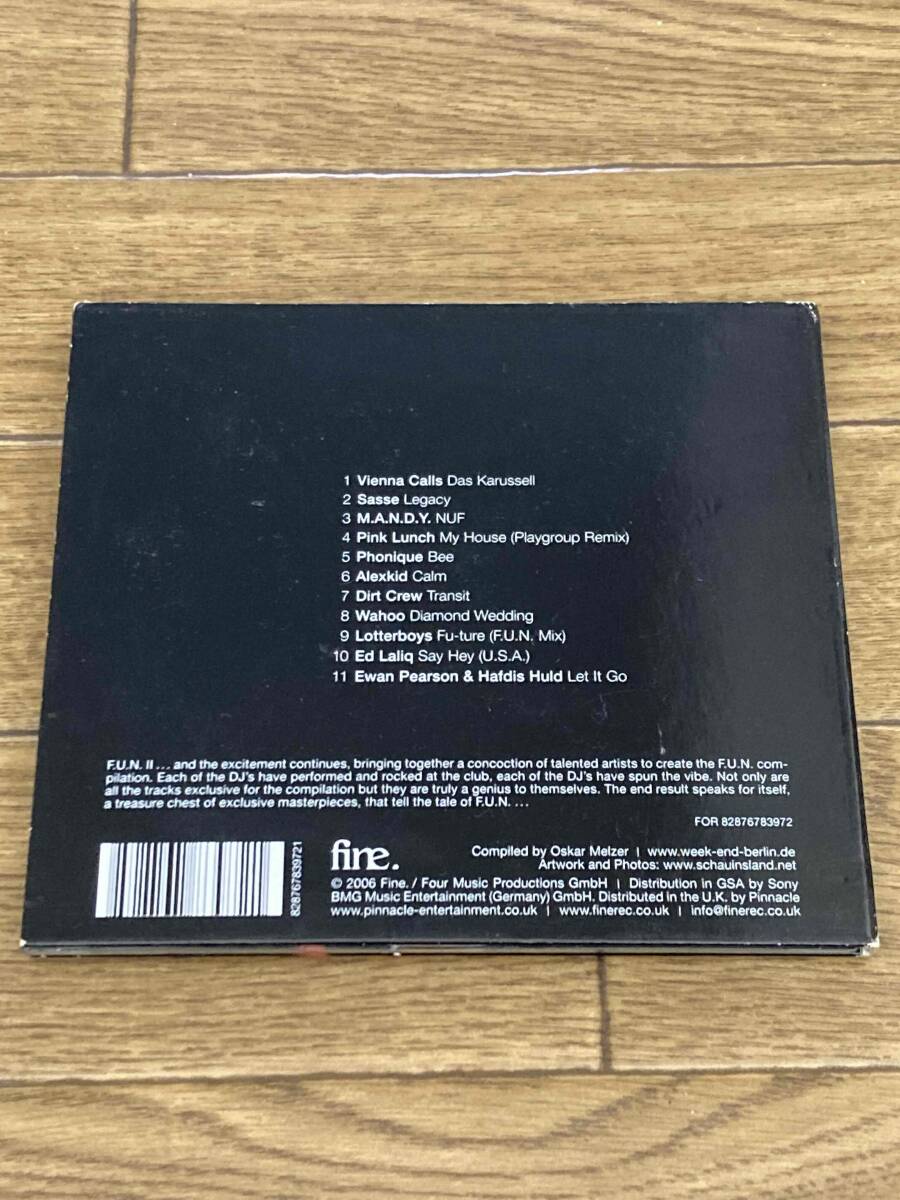 1 Vienna Calls Das Karussell
2 Sasse Legacy
3 M.A.N.D.Y. NUF
4 Pink Lunch My House (Playgroup Remix)
5 Phonique Bee
6 Alexkid Calm
7 Dirt Crew Transit
8 Wahoo Diamond Wedding
9 Lotterboys Fu-ture (F.U.N. Mix)
10 Ed Laliq Say Hey (U.S.A.)
11 Ewan Pearson & Hafdis Huld Let It Go
F.U.N. II ... and the excitement continues, bringing together a concoction of talented artists to create the F.U.N. com-
pilation. Each of the DJ's have performed and rocked at the club, each of the DJ's have spun the vibe. Not only are
all the tracks exclusive for the compilation but they are truly a genius to themselves. The end result speaks for itself,
a treasure chest of exclusive masterpieces, that tell the tale of F.U.N. ...
FOR 82876783972
828767839721
fine.
Compiled by Oskar Melzer | www.week-end-berlin.de
Artwork and Photos: www.schauinsland.net
© 2006 Fine. / Four Music Productions GmbH | Distribution in GSA by Sony
BMG Music Entertainment (Germany) GmbH. Distributed in the U.K. by Pinnacle
www.pinnacle-entertainment.co.uk | www.finerec.co.uk | info@finerec.co.uk